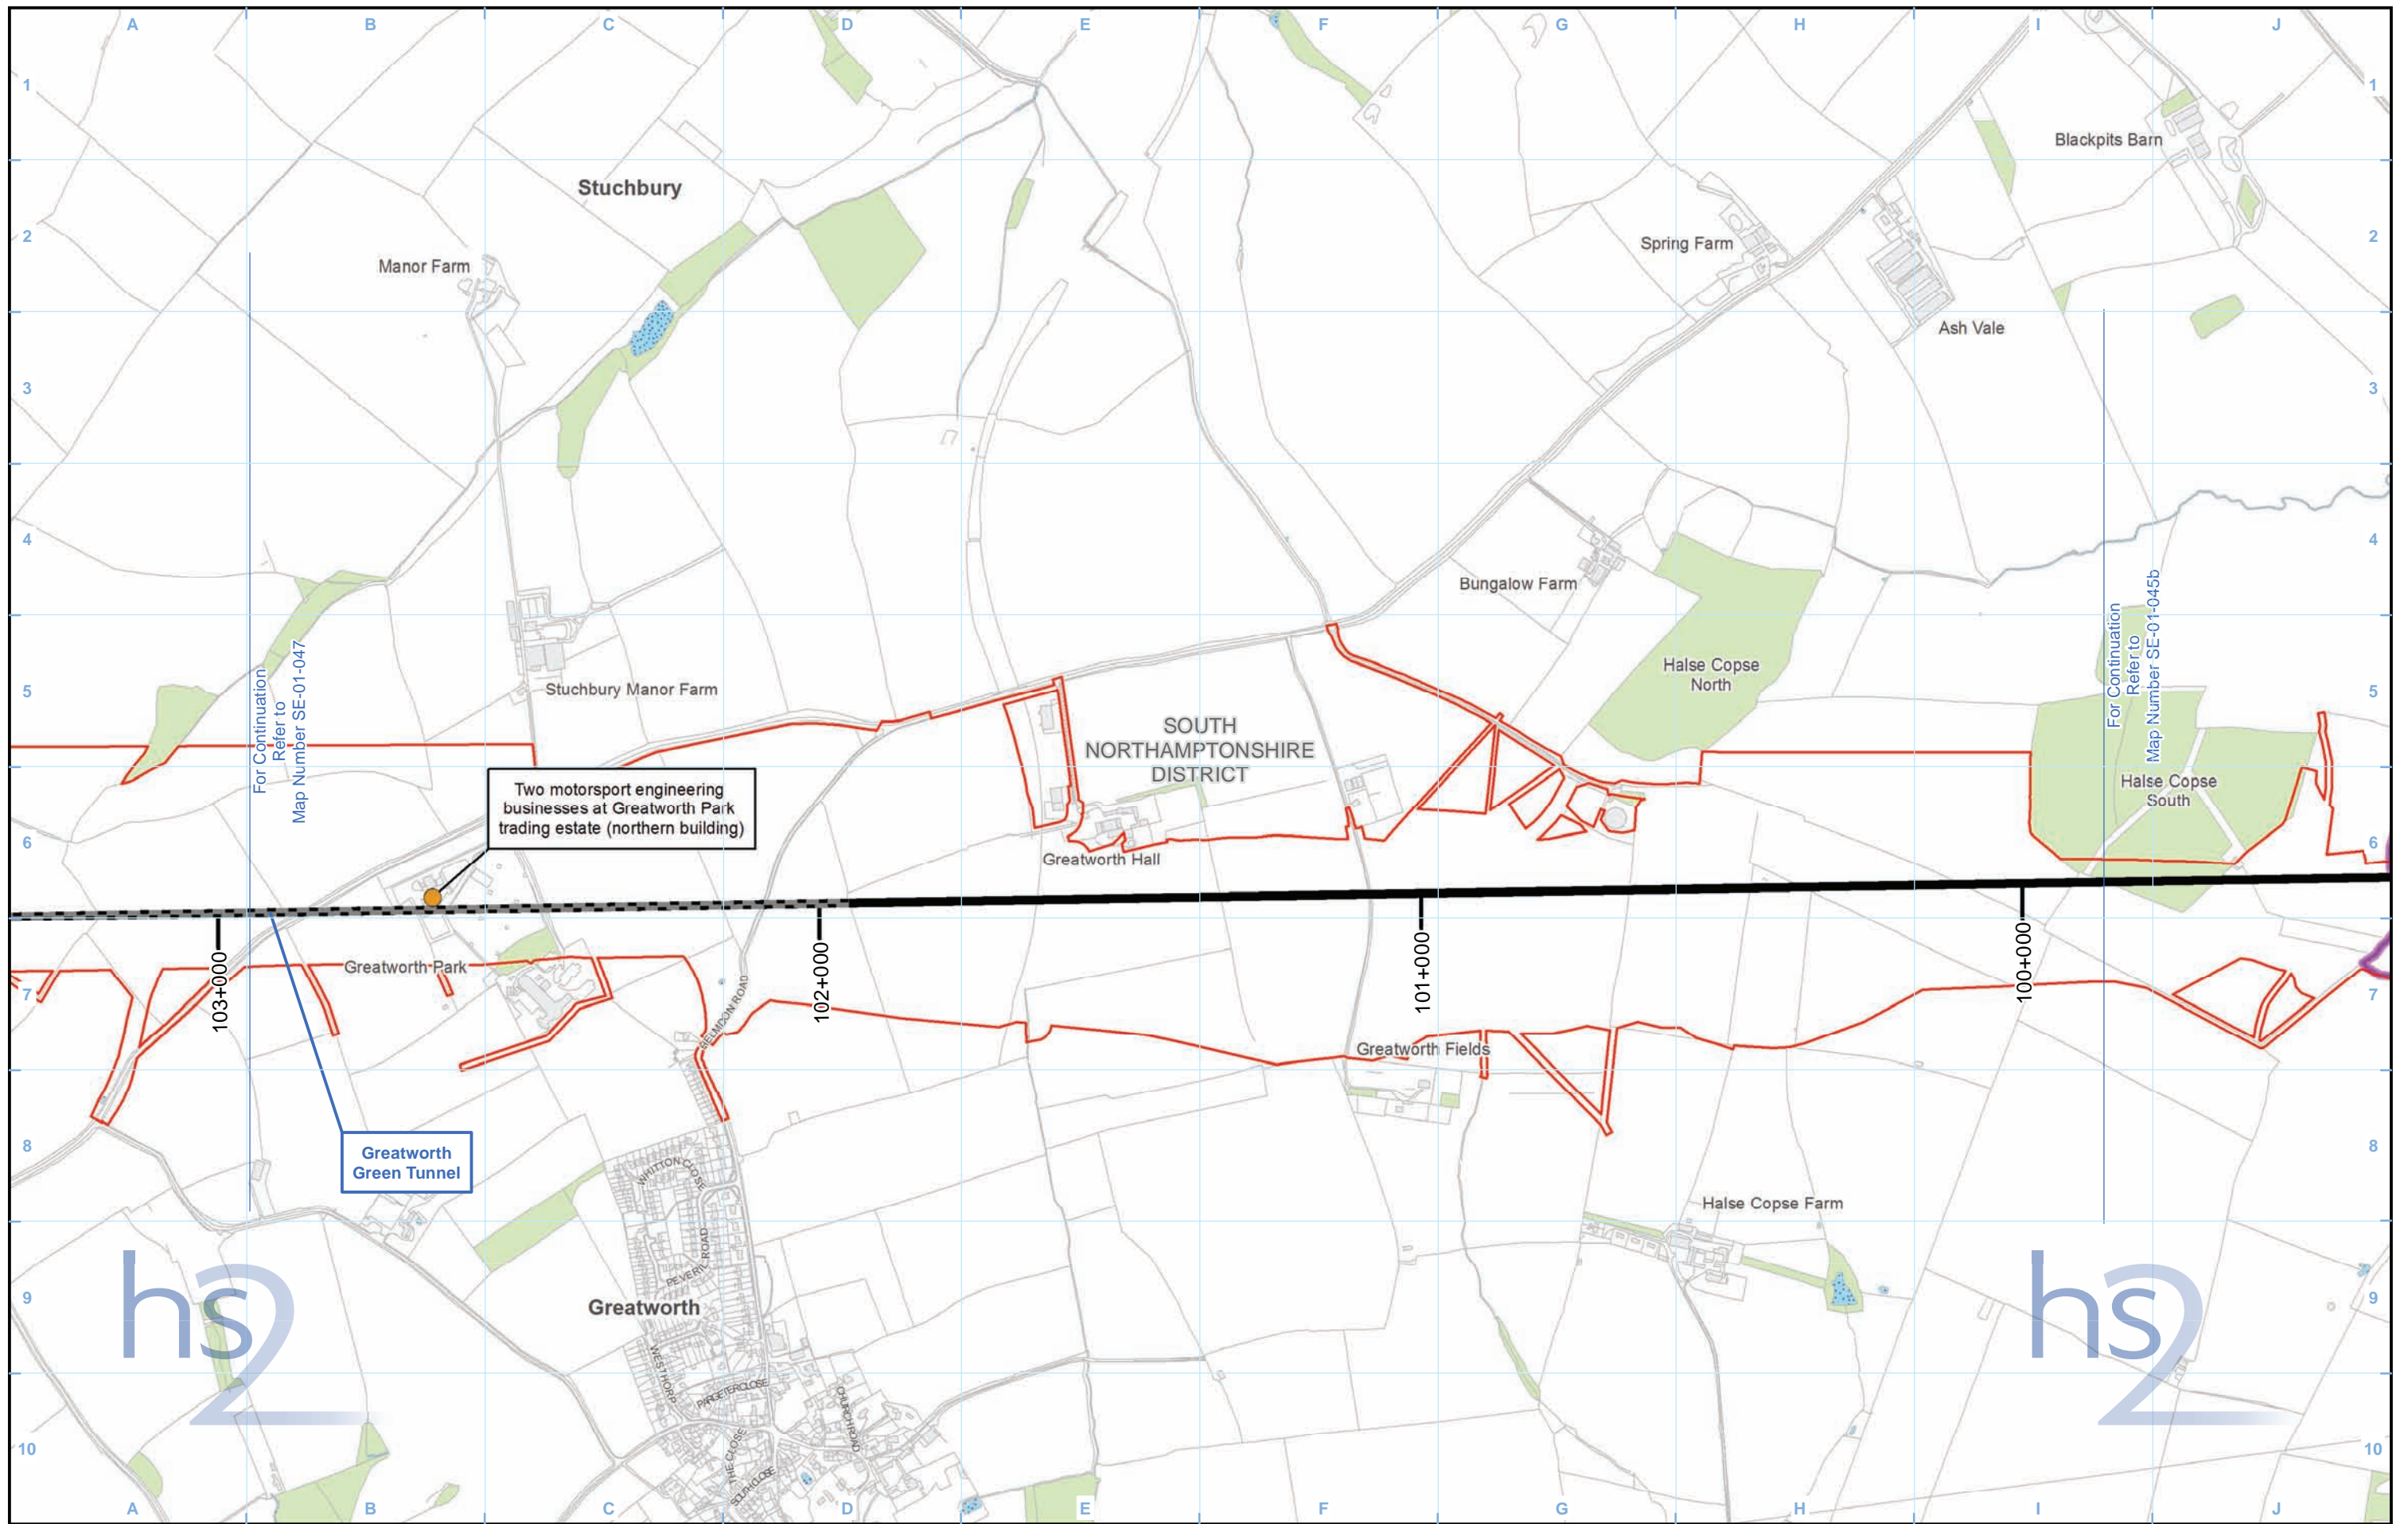 A B C D E F G H I J
1 1
Blackpits Barn
Stuchbury
2 2
Spring Farm
Manor Farm
Ash Vale
3 3
4 4
Bungalow Farm
For Continuation
Refer to
Map Number SE-01-047
For Continuation
Refer to
Map Number SE-01-045b
5 5
Halse Copse
North
Stuchbury Manor Farm
SOUTH
NORTHAMPTONSHIRE
DISTRICT
Two motorsport engineering
businesses at Greatworth Park
trading estate (northern building)
Halse Copse
South
6 6
Greatworth Hall
Greatworth Park
7 7
103+000
102+000
101+000
100+000
HELMDON ROAD
Greatworth Fields
8 8
Greatworth
Green Tunnel
WHITTON CLOSE
Halse Copse Farm
PEVERIL ROAD
9 9
hs2
hs2
Greatworth
WESTHORP
PARGETER CLOSE
CHURCH ROAD
10 10
THE CLOSE
SOUTH CLOSE
A B C D E F G H I J